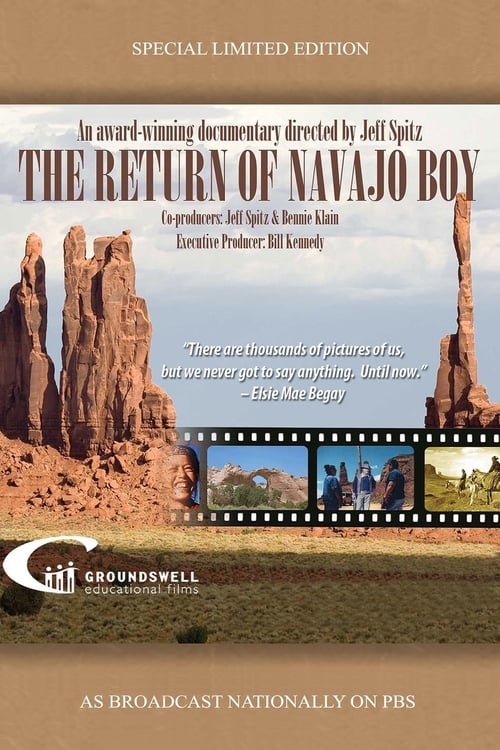 SPECIAL LIMITED EDITION
An award-winning documentary directed by Jeff Spitz
THE RETURN OF NAVAJO BOY
Co-producers: Jeff Spitz & Bennie Klain
Executive Producer: Bill Kennedy
"There are thousands of pictures of us,
but we never got to say anything. Until now."
– Elsie Mae Begay
GROUNDSWELL
educational films
AS BROADCAST NATIONALLY ON PBS